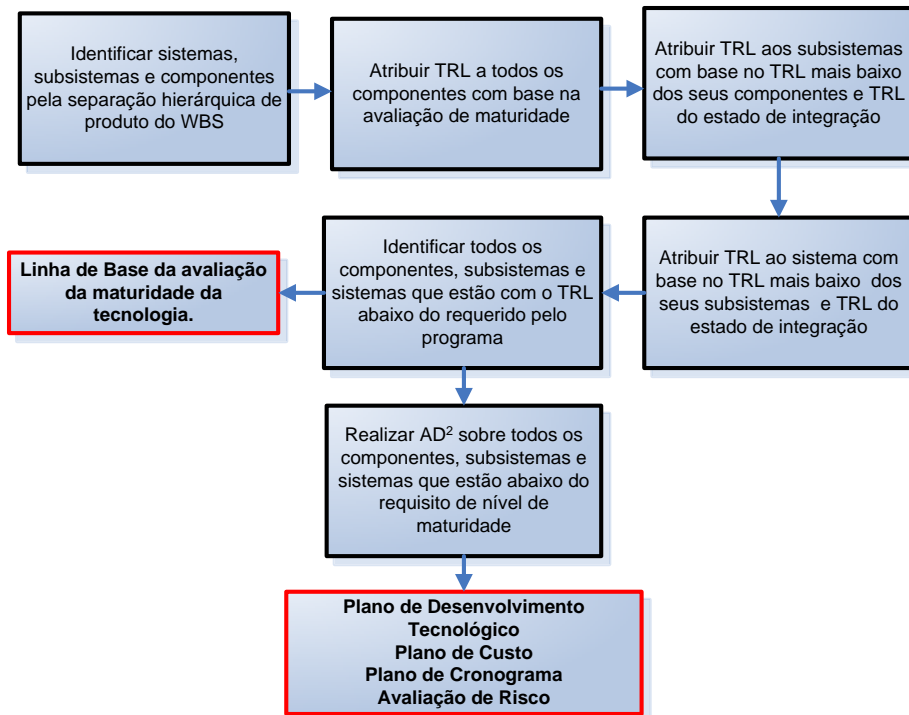 Identificar sistemas,
subsistemas e componentes
pela separação hierárquica de
produto do WBS
Atribuir TRL a todos os
componentes com base na
avaliação de maturidade
Atribuir TRL aos subsistemas
com base no TRL mais baixo
dos seus componentes e TRL
do estado de integração
Atribuir TRL ao sistema com
base no TRL mais baixo dos
seus subsistemas e TRL do
estado de integração
Identificar todos os
componentes, subsistemas e
sistemas que estão com o TRL
abaixo do requerido pelo
programa
Linha de Base da avaliação
da maturidade da
tecnologia.
Realizar AD² sobre todos os
componentes, subsistemas e
sistemas que estão abaixo do
requisito de nível de
maturidade
Plano de Desenvolvimento
Tecnológico
Plano de Custo
Plano de Cronograma
Avaliação de Risco